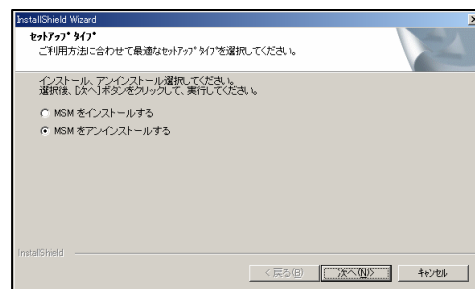 InstallShield Wizard
ｾｯﾄｱｯﾌﾟ ﾀｲﾌﾟ
ご利用方法に合わせて最適なｾｯﾄｱｯﾌﾟﾀｲﾌﾟを選択してください。
インストール、アンインストール選択してください。
選択後、[次へ]ボタンをクリックして、実行してください。
MSM をインストールする
MSM をアンインストールする
InstallShield
< 戻る(B)
次へ(N)>
ｷｬﾝｾﾙ